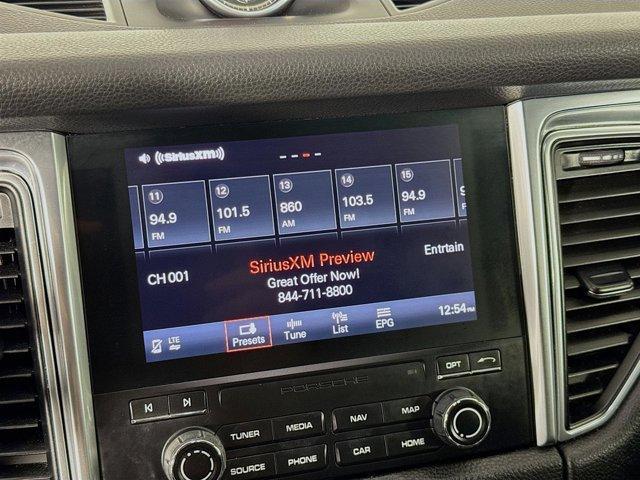 ((SiriusXM))
11 12 13 14 15
94.9 101.5 860 103.5 94.9 9
FM FM AM FM FM F
SiriusXM Preview
CH 001 Great Offer Now! Entrtain
844-711-8800
LTE Presets Tune List EPG 12:54 PM
PORSCHE
OPT
TUNER MEDIA NAV MAP
SOURCE PHONE CAR HOME